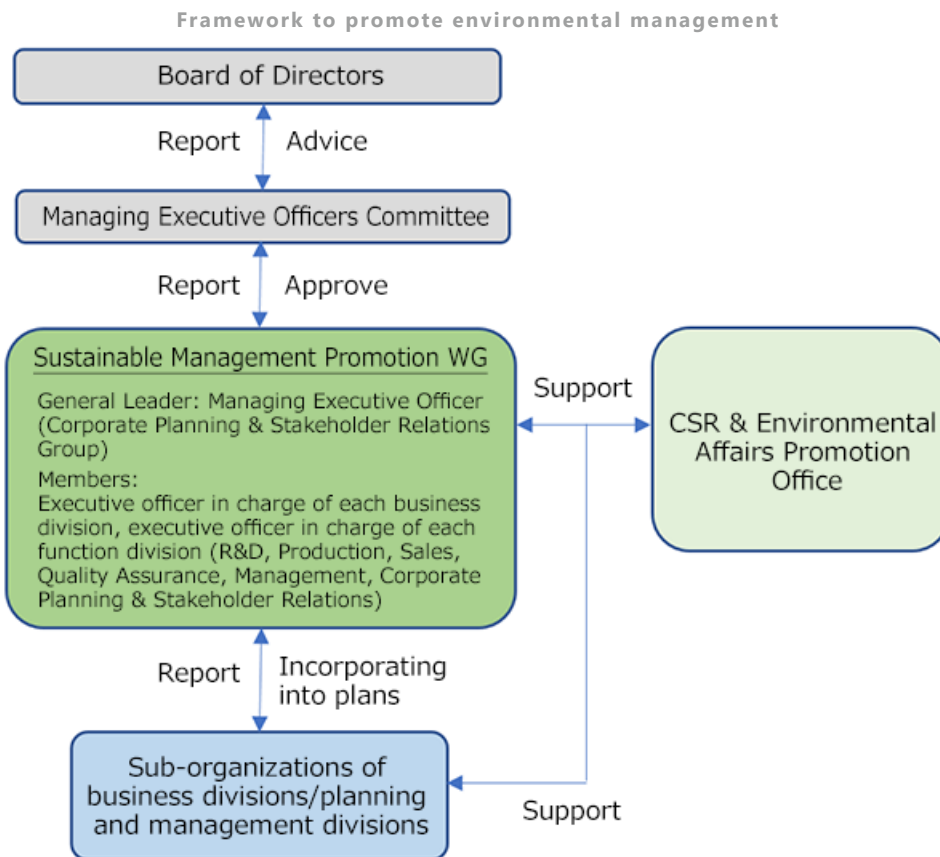 Framework to promote environmental management
Board of Directors
Report Advice
Managing Executive Officers Committee
Report Approve
Sustainable Management Promotion WG
General Leader: Managing Executive Officer
(Corporate Planning & Stakeholder Relations
Group)
Members:
Executive officer in charge of each business
division, executive officer in charge of each
function division (R&D, Production, Sales,
Quality Assurance, Management, Corporate
Planning & Stakeholder Relations)
Support
CSR & Environmental
Affairs Promotion
Office
Report Incorporating
into plans
Sub-organizations of
business divisions/planning
and management divisions
Support